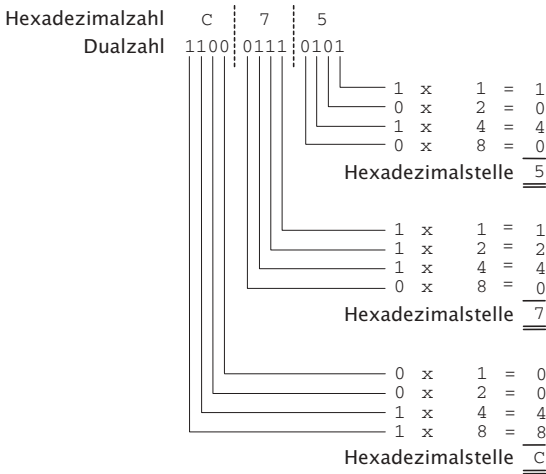 Hexadezimalzahl C 7 5
Dualzahl 1100 0111 0101
1 x 1 = 1
0 x 2 = 0
1 x 4 = 4
0 x 8 = 0
Hexadezimalstelle 5
1 x 1 = 1
1 x 2 = 2
1 x 4 = 4
0 x 8 = 0
Hexadezimalstelle 7
0 x 1 = 0
0 x 2 = 0
1 x 4 = 4
1 x 8 = 8
Hexadezimalstelle C